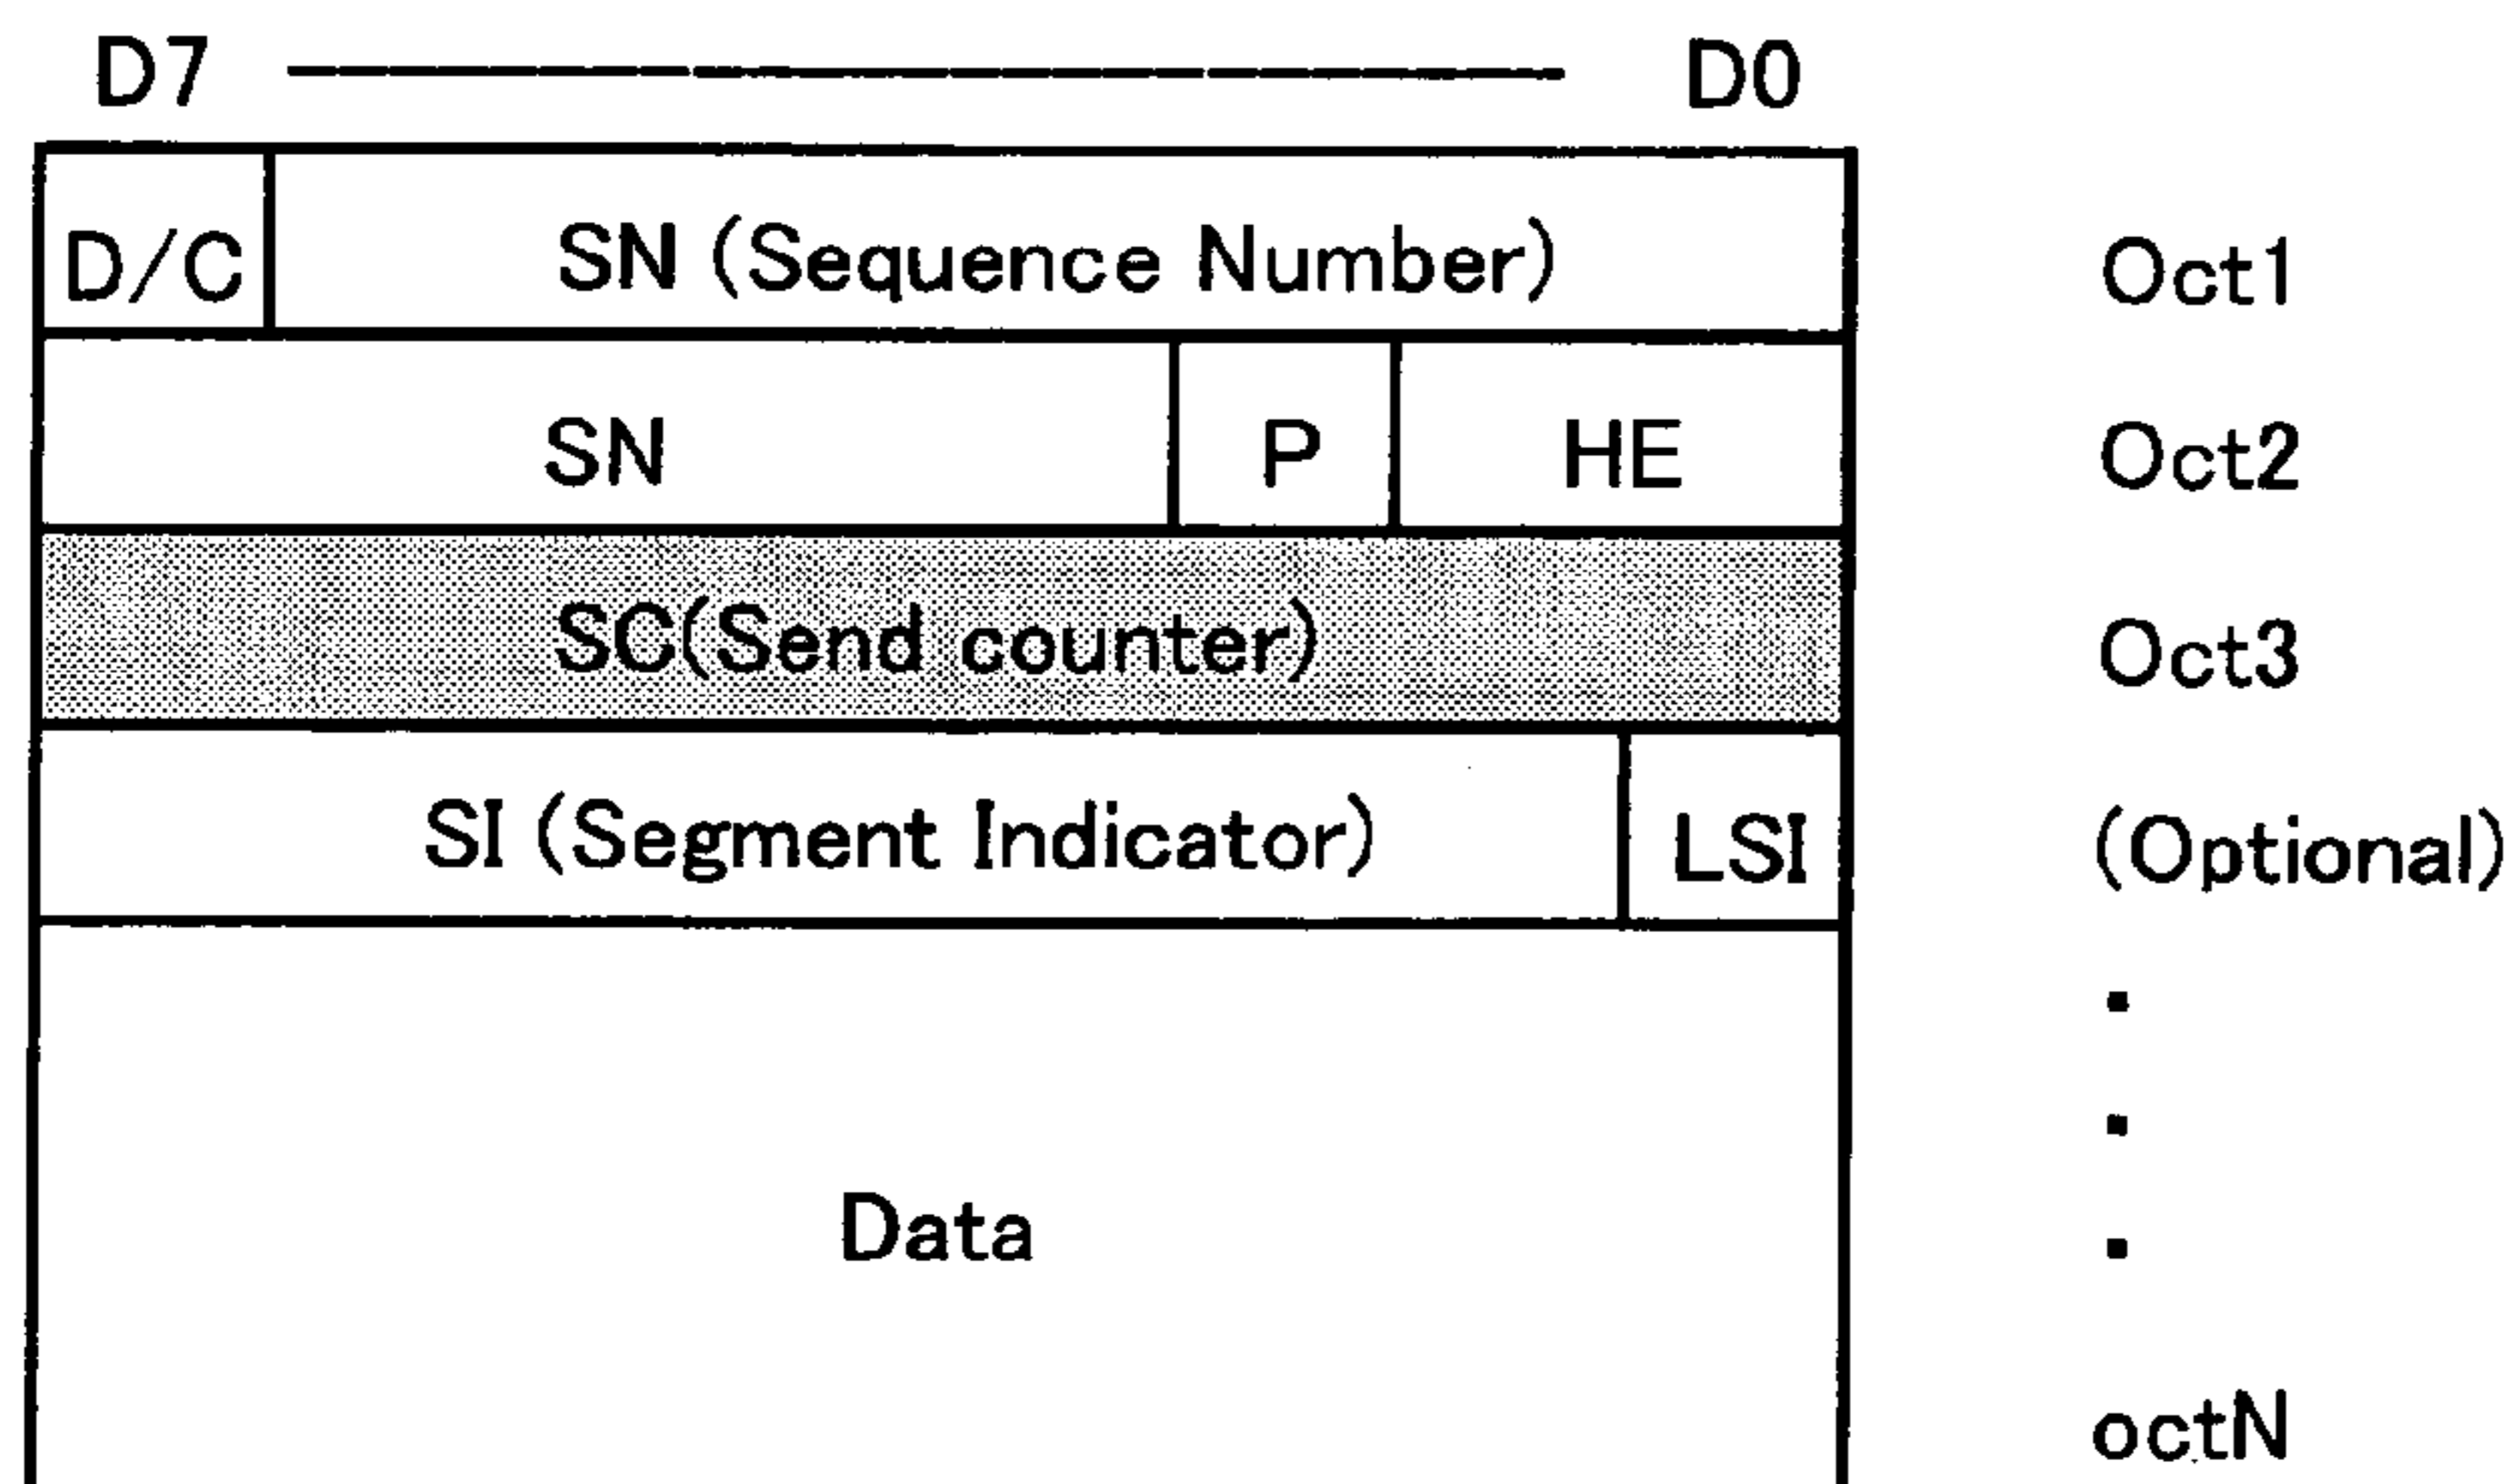 D7 D0
D/C SN (Sequence Number) Oct1
SN P HE Oct2
SC(Send counter) Oct3
SI (Segment Indicator) LSI (Optional)
Data
octN